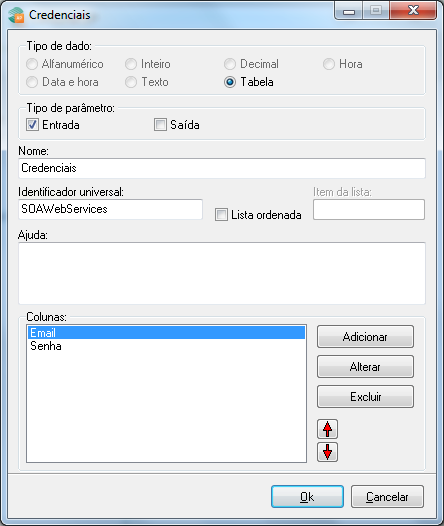 Credenciais
Tipo de dado:
Alfanumérico Inteiro Decimal Hora
Data e hora Texto Tabela
Tipo de parâmetro:
Entrada Saída
Nome:
Credenciais
Identificador universal: Item da lista:
SOAWebServices Lista ordenada
Ajuda:
Colunas:
Email
Senha
Adicionar
Alterar
Excluir
Ok Cancelar